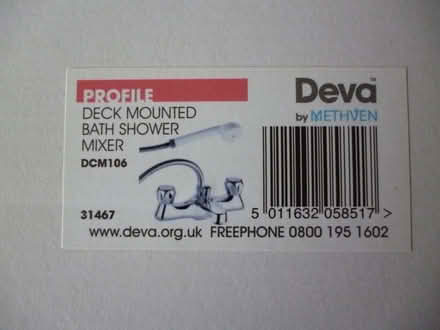 PROFILE
DECK MOUNTED
BATH SHOWER
MIXER
DCM106
31467
Deva™
by METHVEN
5 011632 058517 >
www.deva.org.uk FREEPHONE 0800 195 1602